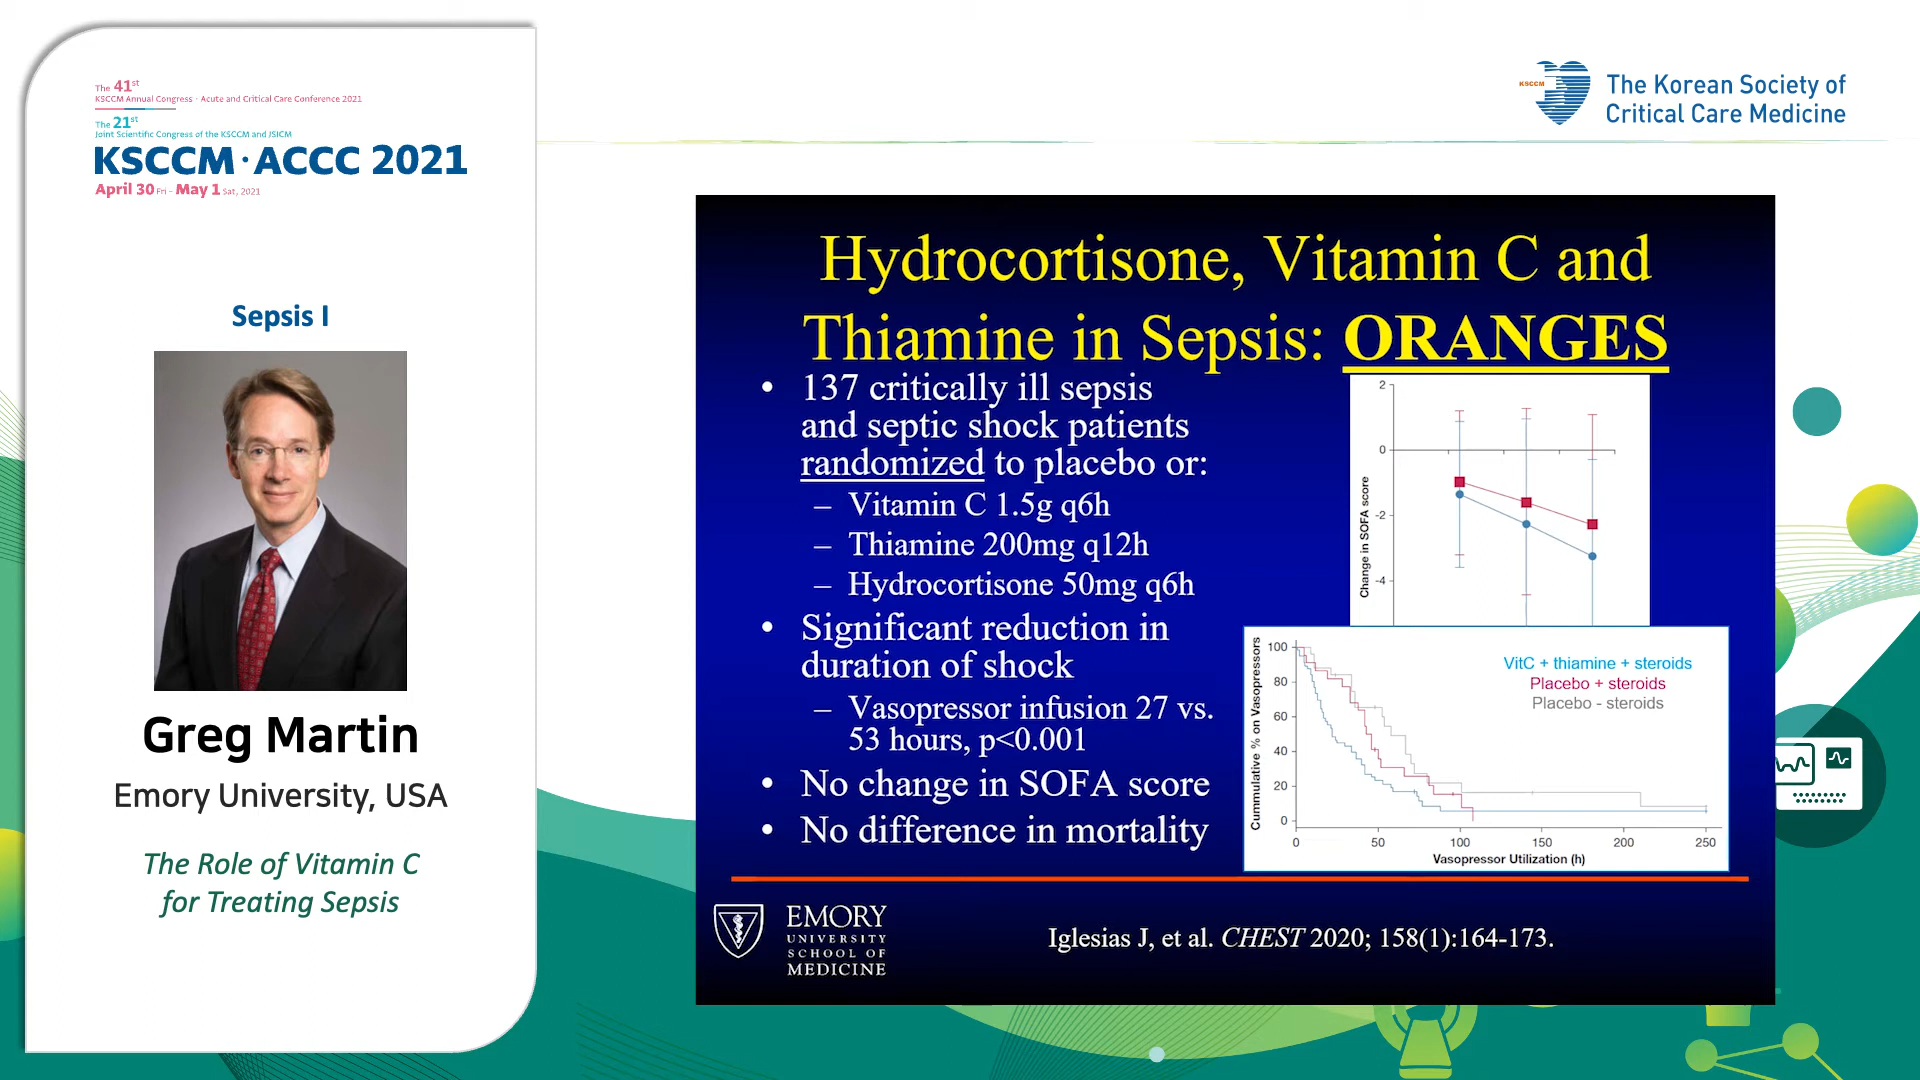 The 41st
KSCCM Annual Congress - Acute and Critical Care Conference 2021
The 21st
Joint Scientific Congress of the KSCCM and JSICM
KSCCM · ACCC 2021
April 30 Fri - May 1 Sat, 2021
Sepsis I
Greg Martin
Emory University, USA
The Role of Vitamin C
for Treating Sepsis
KSCCM
The Korean Society of
Critical Care Medicine
Hydrocortisone, Vitamin C and
Thiamine in Sepsis: ORANGES
• 137 critically ill sepsis
and septic shock patients
randomized to placebo or:
– Vitamin C 1.5g q6h
– Thiamine 200mg q12h
– Hydrocortisone 50mg q6h
• Significant reduction in
duration of shock
– Vasopressor infusion 27 vs.
53 hours, p<0.001
• No change in SOFA score
• No difference in mortality
2
0
-2
-4
Change in SOFA score
100
80
60
40
20
0
Cummulative % on Vasopressors
VitC + thiamine + steroids
Placebo + steroids
Placebo - steroids
0 50 100 150 200 250
Vasopressor Utilization (h)
EMORY
UNIVERSITY
SCHOOL OF
MEDICINE
Iglesias J, et al. CHEST 2020; 158(1):164-173.